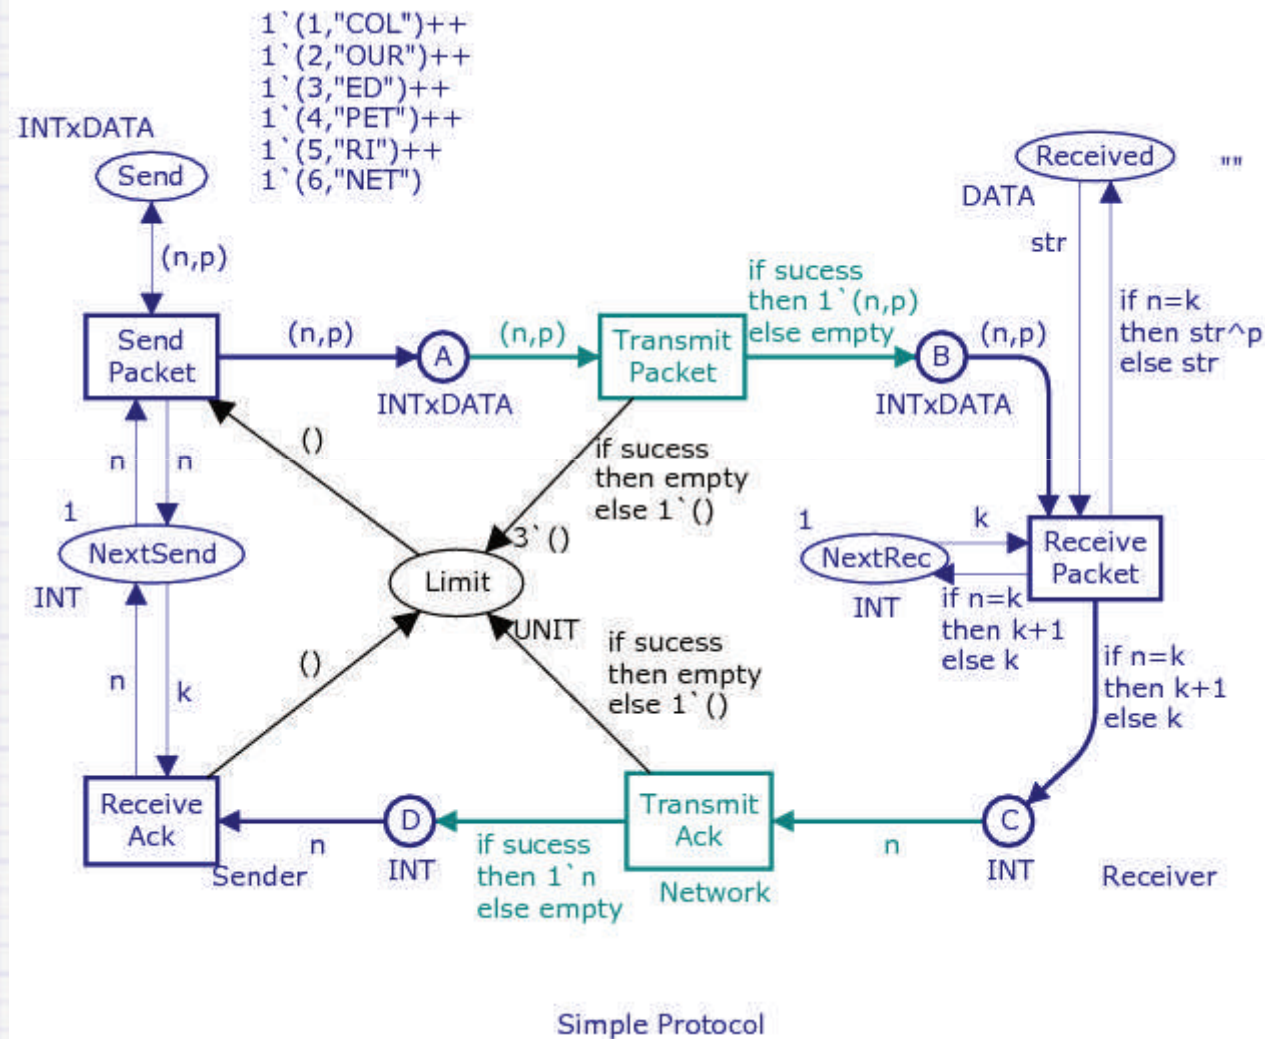 1`(1,"COL")++
1`(2,"OUR")++
1`(3,"ED")++
1`(4,"PET")++
1`(5,"RI")++
1`(6,"NET")
INTxDATA
Send
(n,p)
Received
""
DATA
str
if n=k
then str^p
else str
Send
Packet
(n,p)
A
INTxDATA
(n,p)
Transmit
Packet
if sucess
then 1`(n,p)
else empty
B
INTxDATA
(n,p)
n
n
()
if sucess
then empty
else 1`()
3`()
1
NextSend
INT
Limit
UNIT
1
NextRec
INT
k
if n=k
then k+1
else k
Receive
Packet
if n=k
then k+1
else k
n
k
()
if sucess
then empty
else 1`()
Receive
Ack
Sender
n
D
INT
if sucess
then 1`n
else empty
Transmit
Ack
Network
n
C
INT
Receiver
Simple Protocol